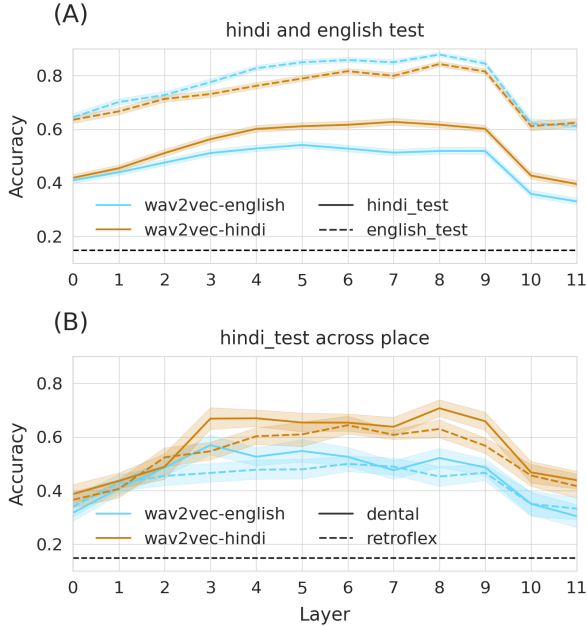 (A)
hindi and english test
Accuracy
0.8
0.6
0.4
0.2
wav2vec-english
hindi_test
wav2vec-hindi
english_test
0 1 2 3 4 5 6 7 8 9 10 11
(B)
hindi_test across place
Accuracy
0.8
0.6
0.4
0.2
wav2vec-english
dental
wav2vec-hindi
retroflex
0 1 2 3 4 5 6 7 8 9 10 11
Layer